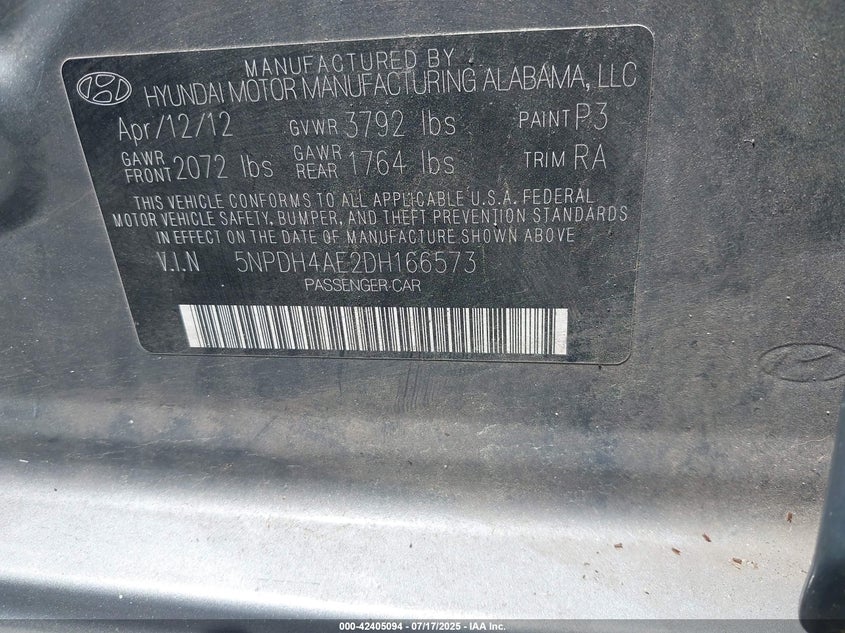 MANUFACTURED BY
HYUNDAI MOTOR MANUFACTURING ALABAMA, LLC
Apr/12/12 GVWR 3792 lbs PAINT P3
GAWR FRONT 2072 lbs GAWR REAR 1764 lbs TRIM RA
THIS VEHICLE CONFORMS TO ALL APPLICABLE U.S.A. FEDERAL
MOTOR VEHICLE SAFETY, BUMPER, AND THEFT PREVENTION STANDARDS
IN EFFECT ON THE DATE OF MANUFACTURE SHOWN ABOVE
V.I.N 5NPDH4AE2DH166573
PASSENGER CAR
000-42405094 - 07/17/2025 - IAA Inc.